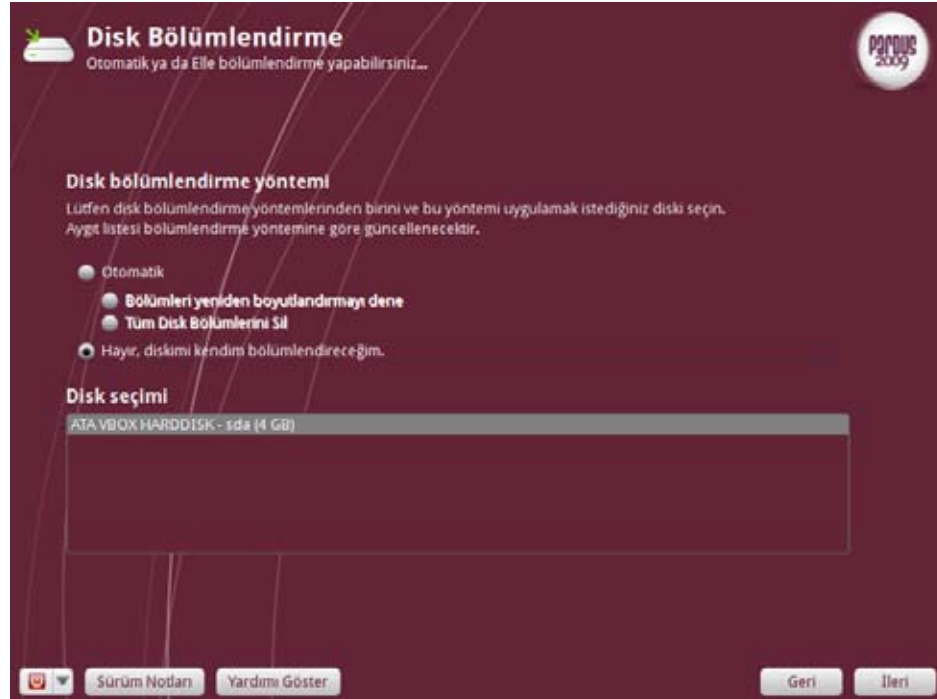 Disk Bölümlendirme
Otomatik ya da Elle bölümlendirme yapabilirsiniz...
PARDUS
2009
Disk bölümlendirme yöntemi
Lütfen disk bölümlendirme yöntemlerinden birini ve bu yöntemi uygulamak istediğiniz diski seçin.
Aygıt listesi bölümlendirme yöntemine göre güncellenecektir.
Otomatik
Bölümleri yeniden boyutlandırmayı dene
Tüm Disk Bölümlerini Sil
Hayır, diskimi kendim bölümlendireceğim.
Disk seçimi
ATA VBOX HARDDISK - sda (4 GB)
Sürüm Notları
Yardımı Göster
Geri
İleri